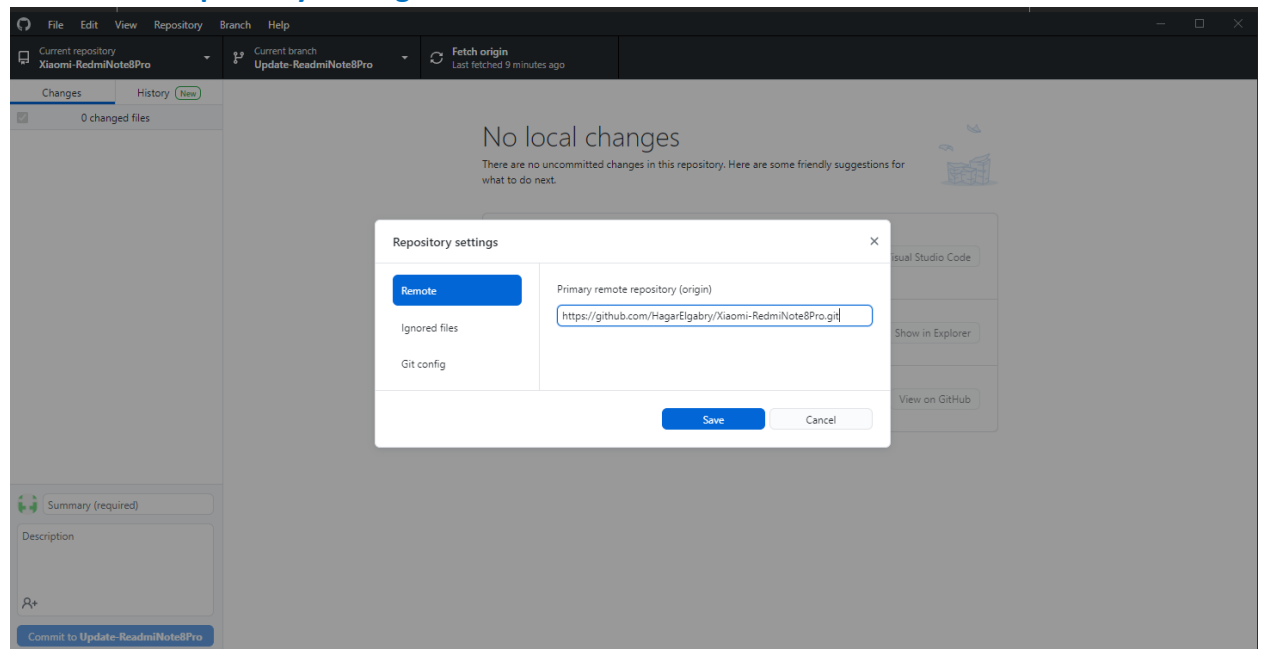 File Edit View Repository Branch Help
Current repository
Xiaomi-RedmiNote8Pro
Current branch
Update-ReadmiNote8Pro
Fetch origin
Last fetched 9 minutes ago
Changes
History New
0 changed files
No local changes
There are no uncommitted changes in this repository. Here are some friendly suggestions for
what to do next.
Repository settings
Remote
Ignored files
Git config
Primary remote repository (origin)
https://github.com/HagarElgabry/Xiaomi-RedmiNote8Pro.git
Save
Cancel
isual Studio Code
Show in Explorer
View on GitHub
Summary (required)
Description
Commit to Update-ReadmiNote8Pro